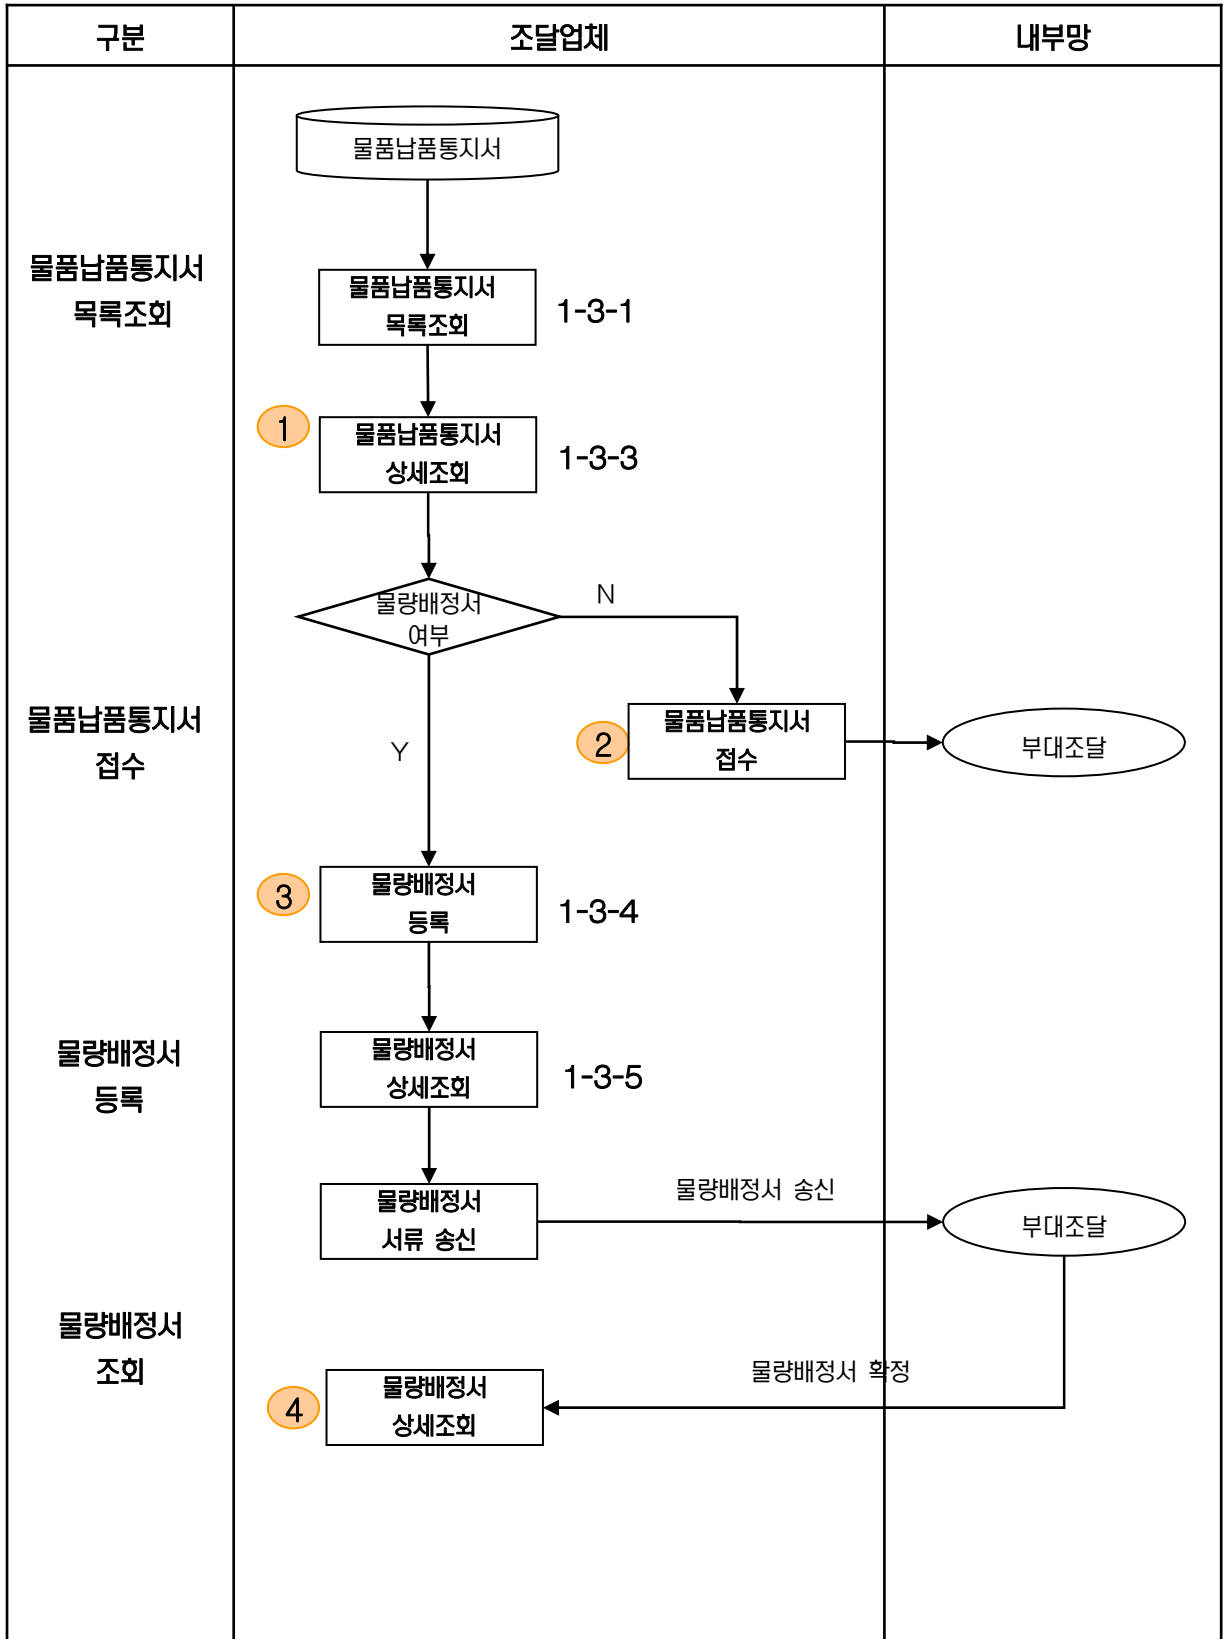 구분
조달업체
내부망
물품납품통지서
물품납품통지서
목록조회
물품납품통지서
목록조회
1-3-1
1
물품납품통지서
상세조회
1-3-3
물량배정서
여부
N
물품납품통지서
접수
Y
2
물품납품통지서
접수
부대조달
3
물량배정서
등록
1-3-4
물량배정서
등록
물량배정서
상세조회
1-3-5
물량배정서
서류 송신
물량배정서 송신
부대조달
물량배정서
조회
물량배정서 확정
4
물량배정서
상세조회